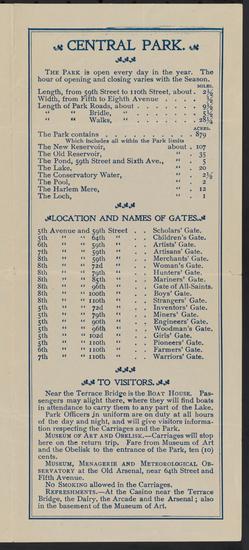 CENTRAL PARK.
THE PARK is open every day in the year. The
hour of opening and closing varies with the Season.
MILES.
Length, from 59th Street to 110th Street, about . 2½
Width, from Fifth to Eighth Avenue
Length of Park Roads, about . . 9½
" " Bridle, . . 5½
" " Walks, . . 28½
ACRES.
The Park contains . . 879
Which includes all within the Park limits
The New Reservoir, about . 107
The Old Reservoir, . . 35
The Pond, 59th Street and Sixth Ave., . 5
The Lake, . . 20
The Conservatory Water, . . 2½
The Pool, . . 2
The Harlem Mere, . . 12
The Loch, . . 1
LOCATION AND NAMES OF GATES.
5th Avenue and 59th Street . . Scholars' Gate.
5th " " 64th " . . Children's Gate.
6th " " 59th " . . Artists' Gate.
7th " " 59th " . . Artisans' Gate.
8th " " 59th " . . Merchants' Gate.
8th " " 72d " . . Woman's Gate.
8th " " 79th " . . Hunters' Gate.
8th " " 85th " . . Mariners' Gate.
8th " " 96th " . . Gate of All-Saints.
8th " " 100th " . . Boys' Gate.
8th " " 110th " . . Strangers' Gate.
5th " " 72d " . . Inventors' Gate.
5th " " 79th " . . Miners' Gate.
5th " " 90th " . . Engineers' Gate.
5th " " 96th " . . Woodman's Gate.
5th " " 102d " . . Girls' Gate.
5th " " 110th " . . Pioneers' Gate.
6th " " 110th " . . Farmers' Gate.
7th " " 110th " . . Warriors' Gate.
TO VISITORS.
Near the Terrace Bridge is the BOAT HOUSE. Pas-
sengers may alight there, where they will find boats
in attendance to carry them to any part of the Lake.
Park Officers in uniform are on duty at all hours
of the day and night, and will give visitors informa-
tion respecting the Carriages and the Park.
MUSEUM OF ART AND OBELISK.—Carriages will stop
here on the return trip. Fare from Museum of Art
and the Obelisk to the entrance of the Park, ten (10)
cents.
MUSEUM, MENAGERIE AND METEOROLOGICAL OB-
SERVATORY at the Old Arsenal, near 64th Street and
Fifth Avenue.
No SMOKING allowed in the Carriages.
REFRESHMENTS.—At the Casino near the Terrace
Bridge, the Dairy, the Arcade and the Arsenal; also
in the basement of the Museum of Art.